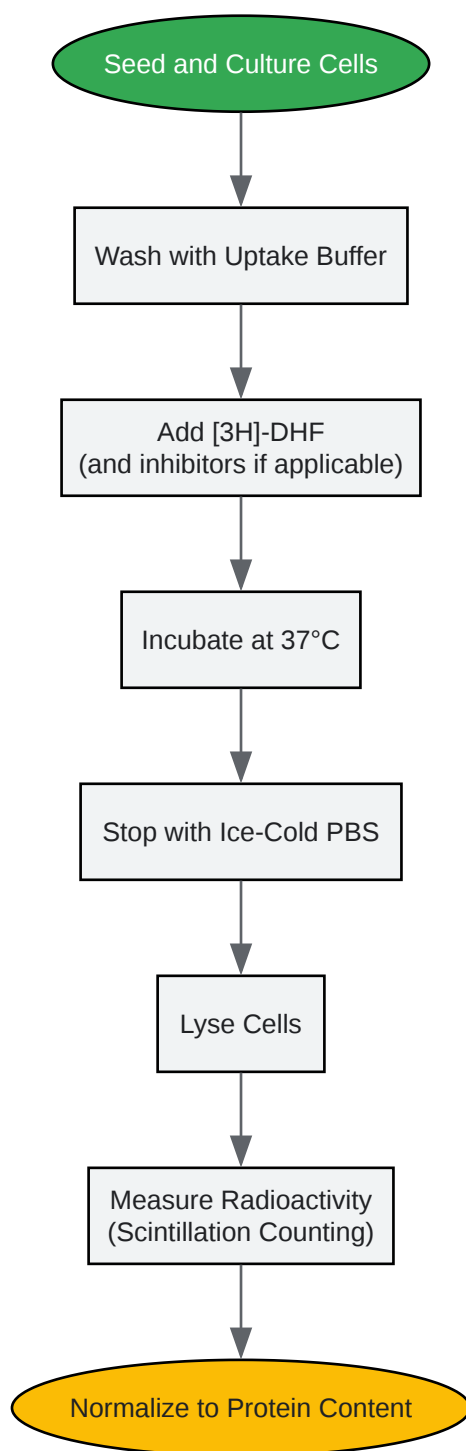 Seed and Culture Cells
Wash with Uptake Buffer
Add [3H]-DHF
(and inhibitors if applicable)
Incubate at 37°C
Stop with Ice-Cold PBS
Lyse Cells
Measure Radioactivity
(Scintillation Counting)
Normalize to Protein Content